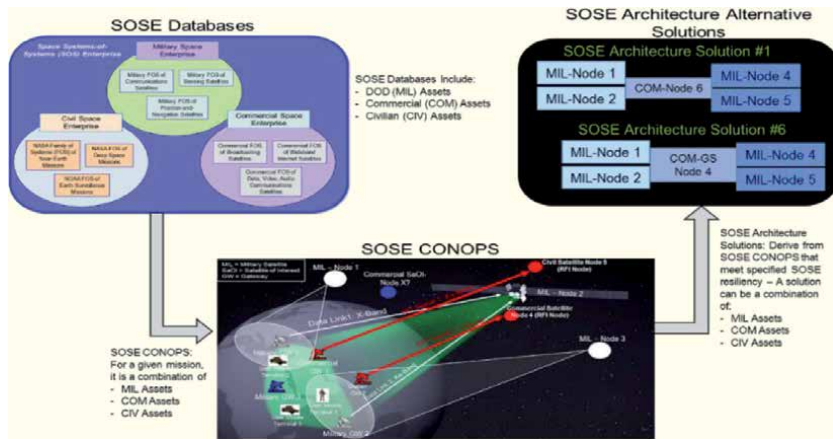 SOSE Databases
Space Systems-of-
Systems (SOS) Enterprise
Military Space
Enterprise
Military FOS of
Communications
Satellites
Military FOS of
Sensing Satellites
Military FOS of
Position and
Navigation Satellites
Civil Space
Enterprise
NASA Family of
Systems (FOS) of
Near-Earth
Missions
NASA FOS of
Deep Space
Missions
NOAA FOS of
Earth Surveillance
Missions
Commercial Space
Enterprise
Commercial FOS
of Broadcasting
Satellites
Commercial FOS
of Wideband
Internet Satellites
Commercial FOS of
Data, Video, Audio
Communications Satellites
SOSE Databases Include:
- DOD (MIL) Assets
- Commercial (COM) Assets
- Civilian (CIV) Assets
SOSE Architecture Alternative
Solutions
SOSE Architecture Solution #1
MIL-Node 1
MIL-Node 2
COM-Node 6
MIL-Node 4
MIL-Node 5
SOSE Architecture Solution #6
MIL-Node 1
MIL-Node 2
COM-GS
Node 4
MIL-Node 4
MIL-Node 5
SOSE CONOPS
MIL = Military Satellite
SaOI = Satellite of Interest
GW = Gateway
MIL - Node 1
Commercial SaOI-
Node X?
Civil Satellite Node 5
(RFI Node)
MIL - Node 2
Commercial Satellite
Node 4 (RFI Node)
MIL - Node 3
Data Link1: X-Band
Military GW 2
SOSE CONOPS:
For a given mission,
it is a combination of
- MIL Assets
- COM Assets
- CIV Assets
SOSE Architecture
Solutions: Derive from
SOSE CONOPS that
meet specified SOSE
resiliency – A solution
can be a combination
of:
- MIL Assets
- COM Assets
- CIV Assets